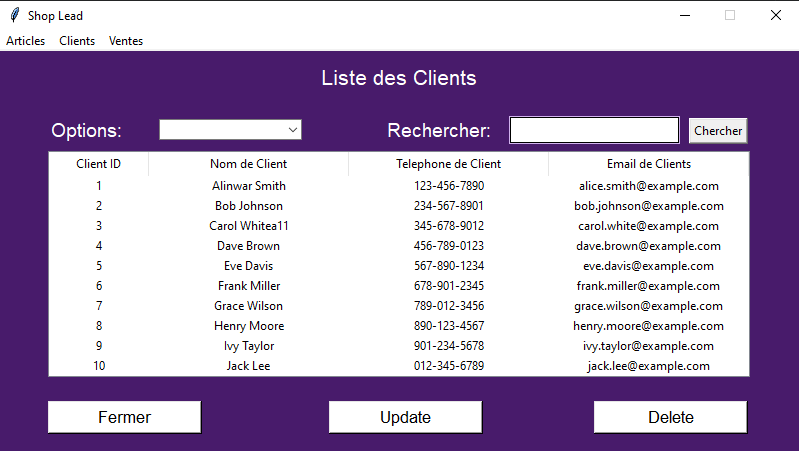 Shop Lead
Articles Clients Ventes
Liste des Clients
Options: Rechercher: Chercher
Client ID Nom de Client Telephone de Client Email de Clients
1 Alinwar Smith 123-456-7890 alice.smith@example.com
2 Bob Johnson 234-567-8901 bob.johnson@example.com
3 Carol Whitea11 345-678-9012 carol.white@example.com
4 Dave Brown 456-789-0123 dave.brown@example.com
5 Eve Davis 567-890-1234 eve.davis@example.com
6 Frank Miller 678-901-2345 frank.miller@example.com
7 Grace Wilson 789-012-3456 grace.wilson@example.com
8 Henry Moore 890-123-4567 henry.moore@example.com
9 Ivy Taylor 901-234-5678 ivy.taylor@example.com
10 Jack Lee 012-345-6789 jack.lee@example.com
Fermer Update Delete